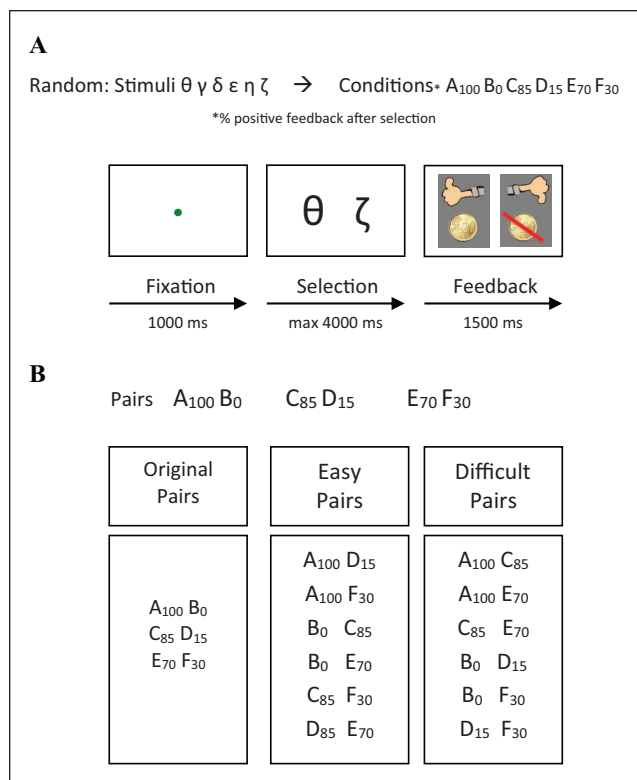 A
Random: Stimuli θ γ δ ε η ζ → Conditions* A₁₀₀ B₀ C₈₅ D₁₅ E₇₀ F₃₀
*% positive feedback after selection
θ ζ
Fixation Selection Feedback
1000 ms max 4000 ms 1500 ms
B
Pairs A₁₀₀ B₀ C₈₅ D₁₅ E₇₀ F₃₀
Original
Pairs
Easy
Pairs
Difficult
Pairs
A₁₀₀ B₀
C₈₅ D₁₅
E₇₀ F₃₀
A₁₀₀ D₁₅
A₁₀₀ F₃₀
B₀ C₈₅
B₀ E₇₀
C₈₅ F₃₀
D₈₅ E₇₀
A₁₀₀ C₈₅
A₁₀₀ E₇₀
C₈₅ E₇₀
B₀ D₁₅
B₀ F₃₀
D₁₅ F₃₀